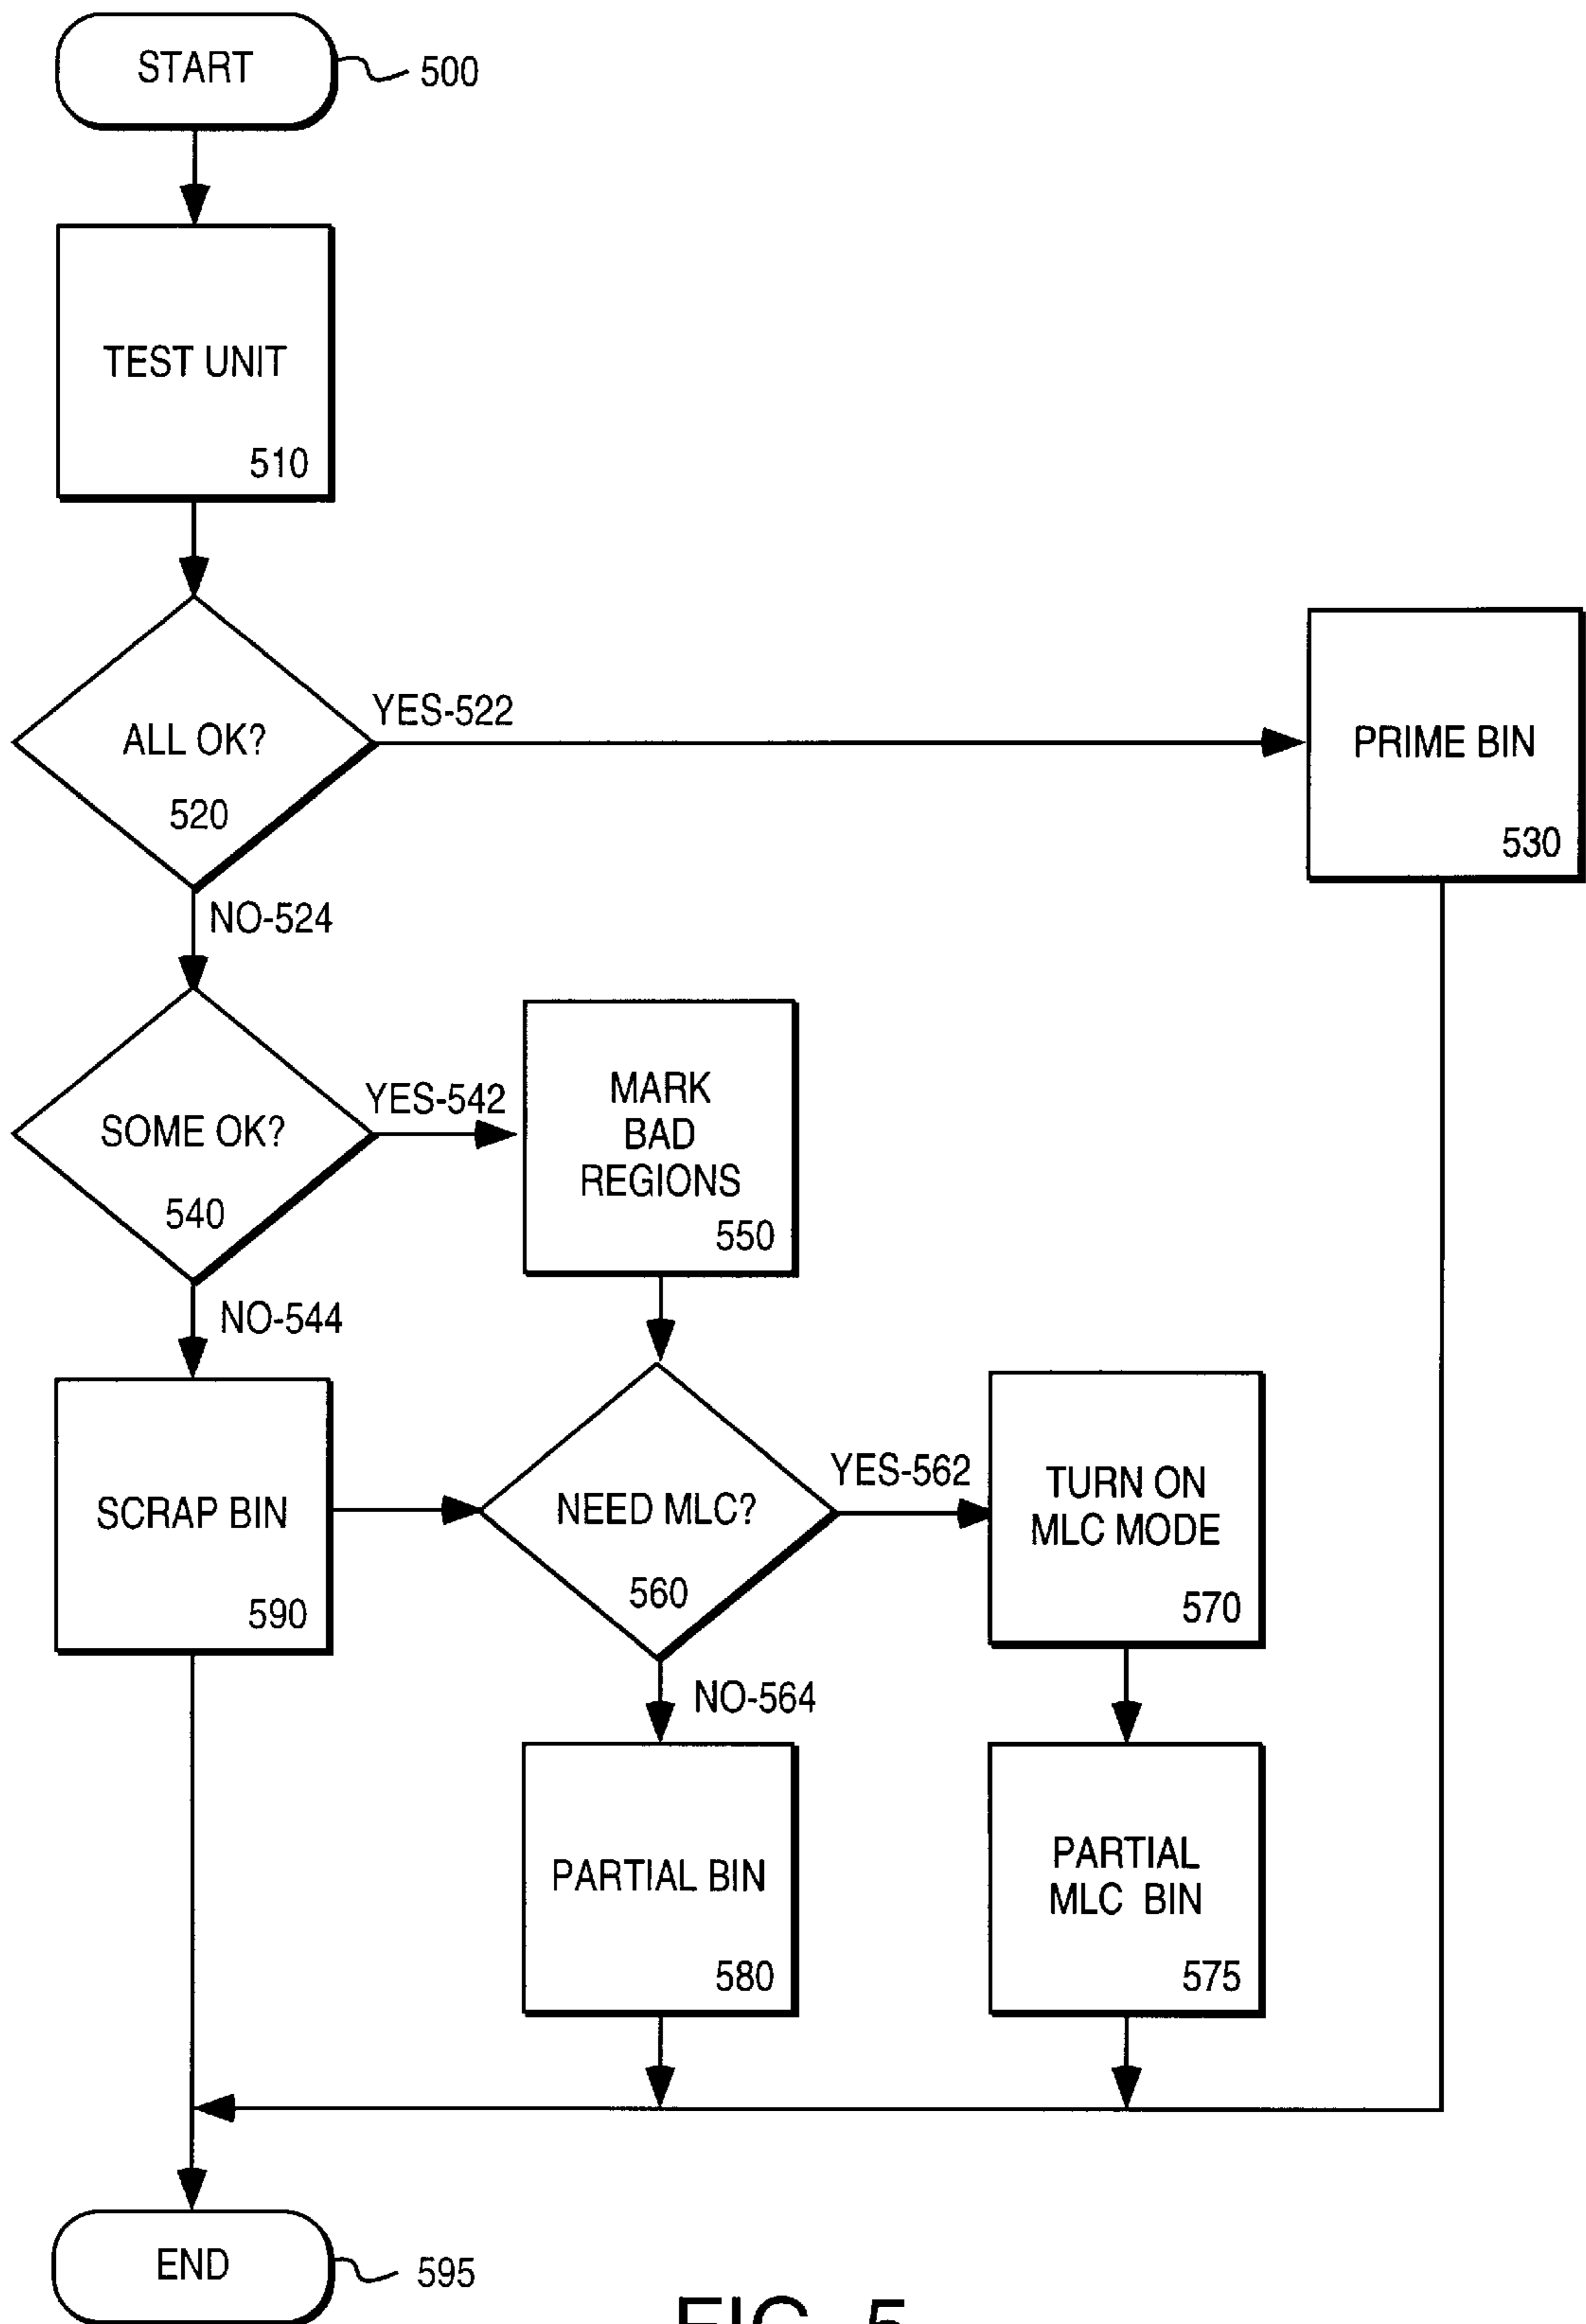 START
500
TEST UNIT
510
ALL OK?
520
YES-522
PRIME BIN
530
NO-524
SOME OK?
540
YES-542
MARK
BAD
REGIONS
550
NO-544
SCRAP BIN
590
NEED MLC?
560
YES-562
TURN ON
MLC MODE
570
NO-564
PARTIAL BIN
580
PARTIAL
MLC BIN
575
END
595
FIG. 5